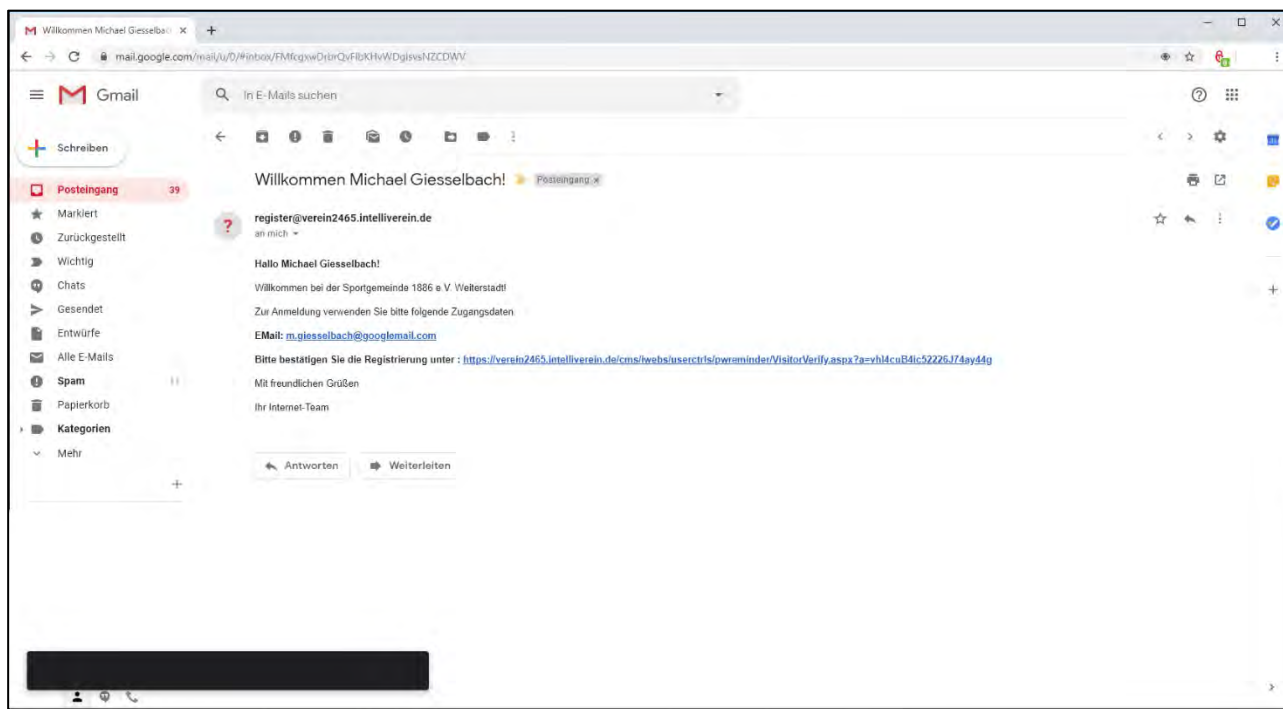 Willkommen Michael Giesselbac
mail.google.com/mail/u/0/#inbox/
Gmail
In E-Mails suchen
Schreiben
Posteingang 39
Markiert
Zurückgestellt
Wichtig
Chats
Gesendet
Entwürfe
Alle E-Mails
Spam 11
Papierkorb
Kategorien
Mehr
Willkommen Michael Giesselbach! Posteingang x
register@verein2465.intelliverein.de
an mich
Hallo Michael Giesselbach!
Willkommen bei der Sportgemeinde 1886 e.V. Weiterstadt!
Zur Anmeldung verwenden Sie bitte folgende Zugangsdaten
EMail: m.giesselbach@googlemail.com
Bitte bestätigen Sie die Registrierung unter : https://verein2465.intelliverein.de/cms/iwebs/userctrls/pwreminder/VisitorVerify.aspx?a=
Mit freundlichen Grüßen
Ihr Internet-Team
Antworten
Weiterleiten